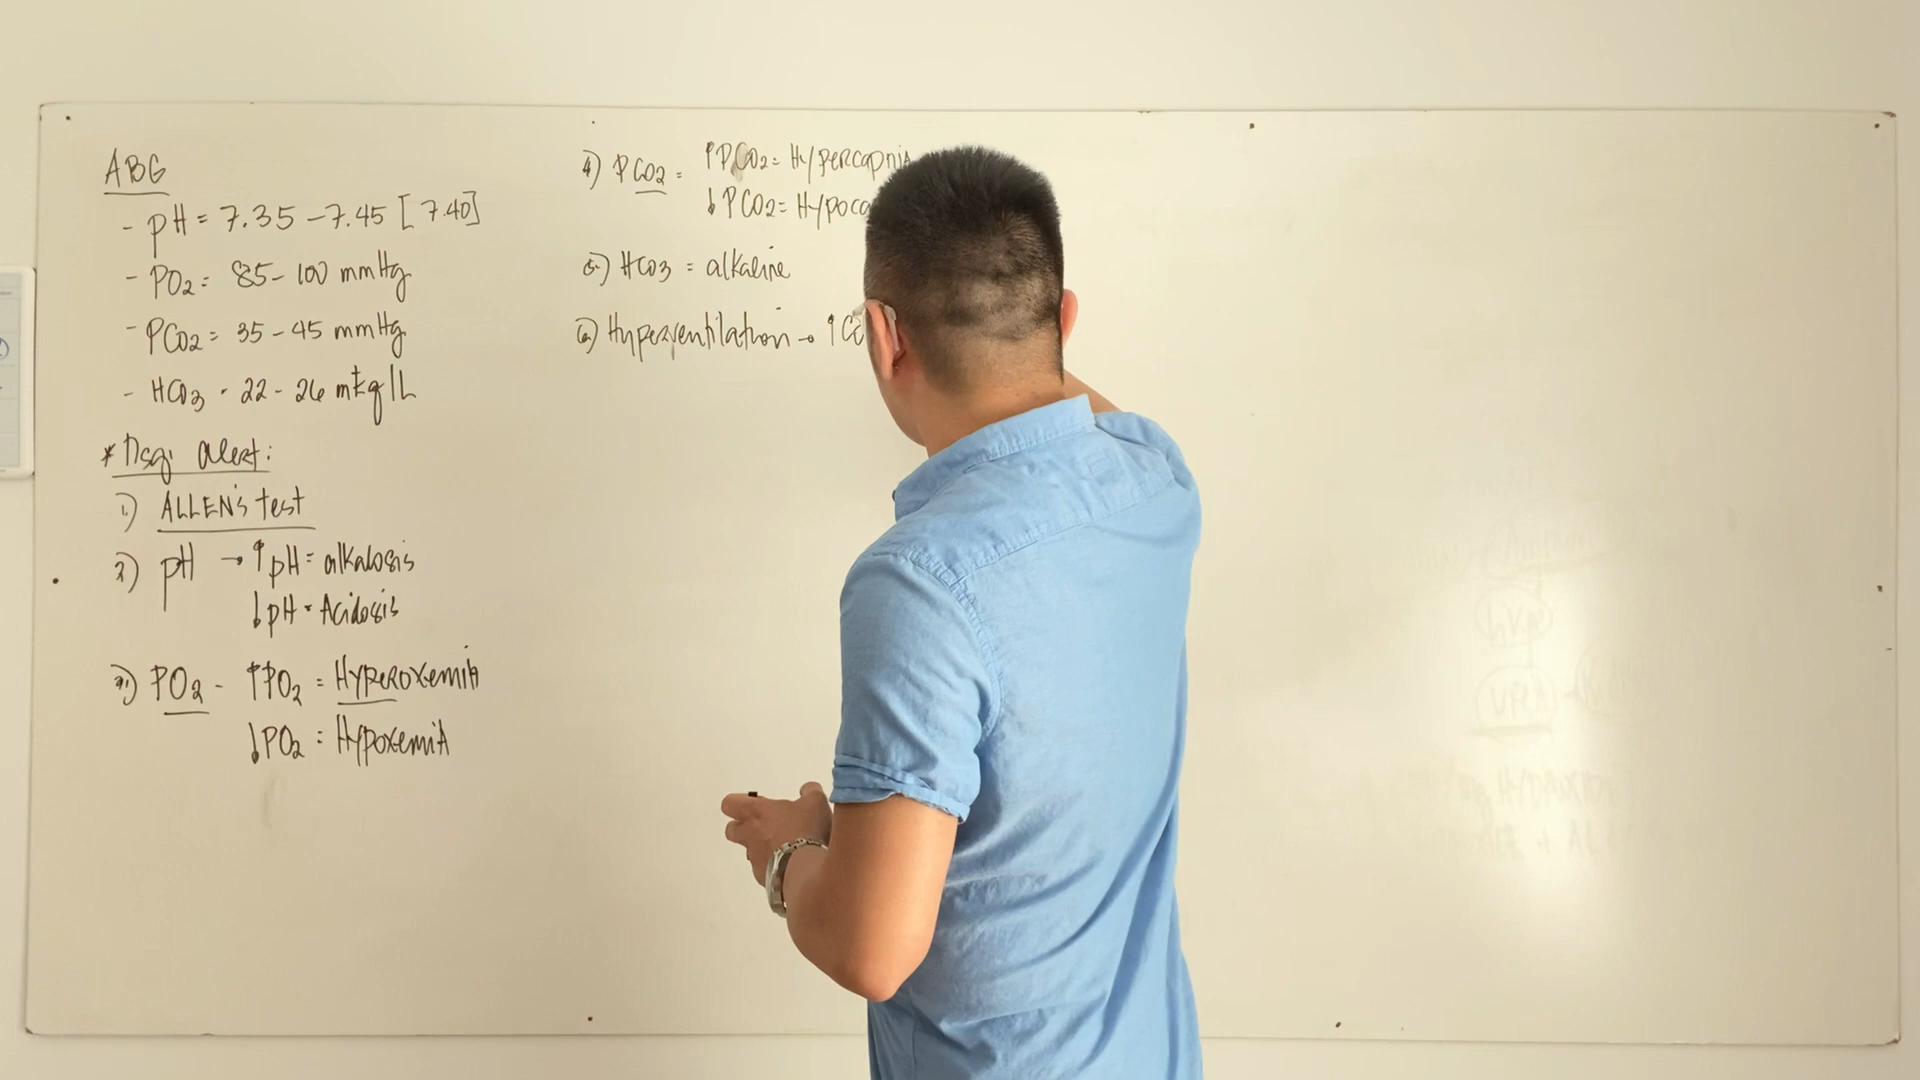 ABG
- pH = 7.35 - 7.45 [7.40]
- PO2 = 85 - 100 mmHg
- PCO2 = 35 - 45 mmHg
- HCO3 - 22 - 26 mEq/L
* Nsg. alert:
1) ALLEN'S test
2) pH → ↑pH = alkalosis
↓pH = Acidosis
3) PO2 - ↑PO2 = HypeROxemiA
↓PO2 = HypoxemiA
4) PCO2 = ↑PCO2 = Hypercapnia
↓PCO2 = Hypoca
5.) HCO3 = alkaline
6) Hyperventilation → ↑C